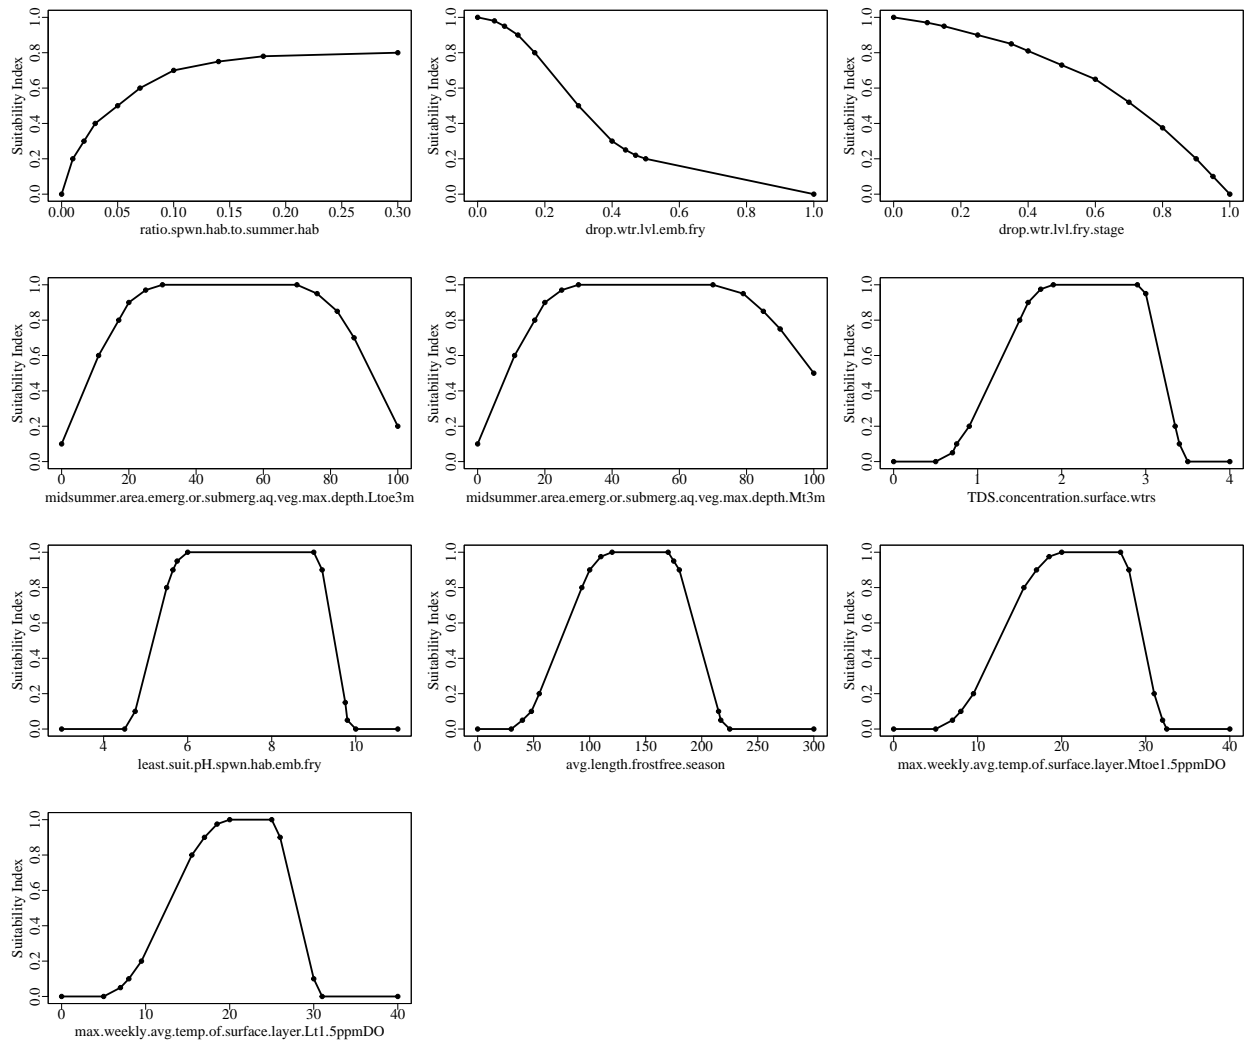 Suitability Index
0.0 0.2 0.4 0.6 0.8 1.0
0.00 0.05 0.10 0.15 0.20 0.25 0.30
ratio.spwn.hab.to.summer.hab
Suitability Index
0.0 0.2 0.4 0.6 0.8 1.0
0.0 0.2 0.4 0.6 0.8 1.0
drop.wtr.lvl.emb.fry
Suitability Index
0.0 0.2 0.4 0.6 0.8 1.0
0.0 0.2 0.4 0.6 0.8 1.0
drop.wtr.lvl.fry.stage
Suitability Index
0.0 0.2 0.4 0.6 0.8 1.0
0 20 40 60 80 100
midsummer.area.emerg.or.submerg.aq.veg.max.depth.Ltoe3m
Suitability Index
0.0 0.2 0.4 0.6 0.8 1.0
0 20 40 60 80 100
midsummer.area.emerg.or.submerg.aq.veg.max.depth.Mt3m
Suitability Index
0.0 0.2 0.4 0.6 0.8 1.0
0 1 2 3 4
TDS.concentration.surface.wtrs
Suitability Index
0.0 0.2 0.4 0.6 0.8 1.0
4 6 8 10
least.suit.pH.spwn.hab.emb.fry
Suitability Index
0.0 0.2 0.4 0.6 0.8 1.0
0 50 100 150 200 250 300
avg.length.frostfree.season
Suitability Index
0.0 0.2 0.4 0.6 0.8 1.0
0 10 20 30 40
max.weekly.avg.temp.of.surface.layer.Mtoe1.5ppmDO
Suitability Index
0.0 0.2 0.4 0.6 0.8 1.0
0 10 20 30 40
max.weekly.avg.temp.of.surface.layer.Lt1.5ppmDO